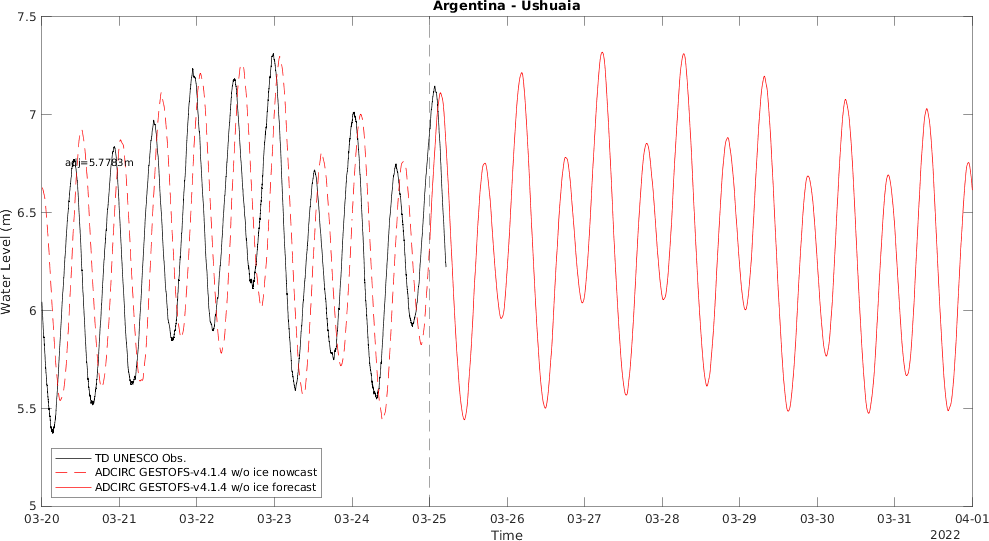 Argentina - Ushuaia
7.5
7
6.5
6
5.5
5
Water Level (m)
adj=5.7783m
TD UNESCO Obs.
ADCIRC GESTOFS-v4.1.4 w/o ice nowcast
ADCIRC GESTOFS-v4.1.4 w/o ice forecast
03-20 03-21 03-22 03-23 03-24 03-25 03-26 03-27 03-28 03-29 03-30 03-31 04-01
Time
2022